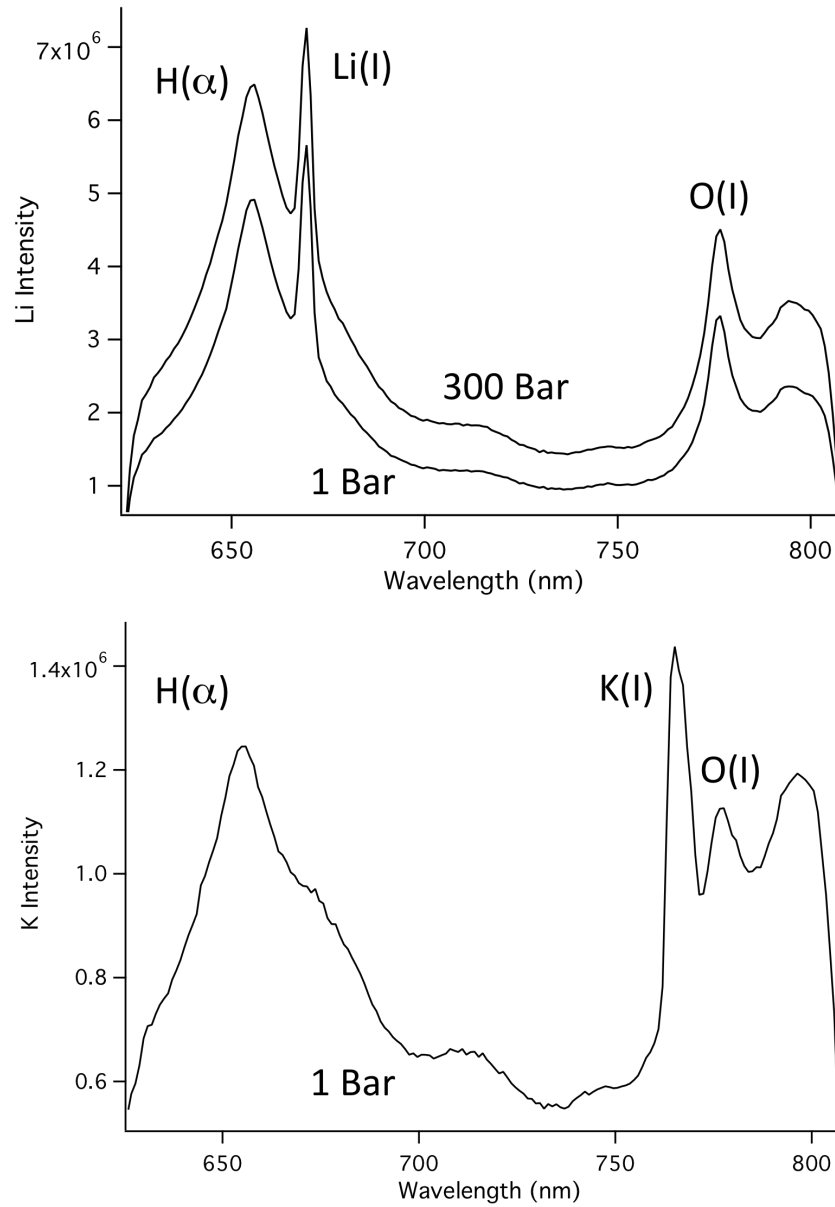 7x10⁶
H(α)
Li(I)
6
5
O(I)
4
Li Intensity
3
300 Bar
2
1 Bar
1
650
700
750
800
Wavelength (nm)
1.4x10⁶
H(α)
K(I)
O(I)
1.2
1.0
K Intensity
0.8
1 Bar
0.6
650
700
750
800
Wavelength (nm)